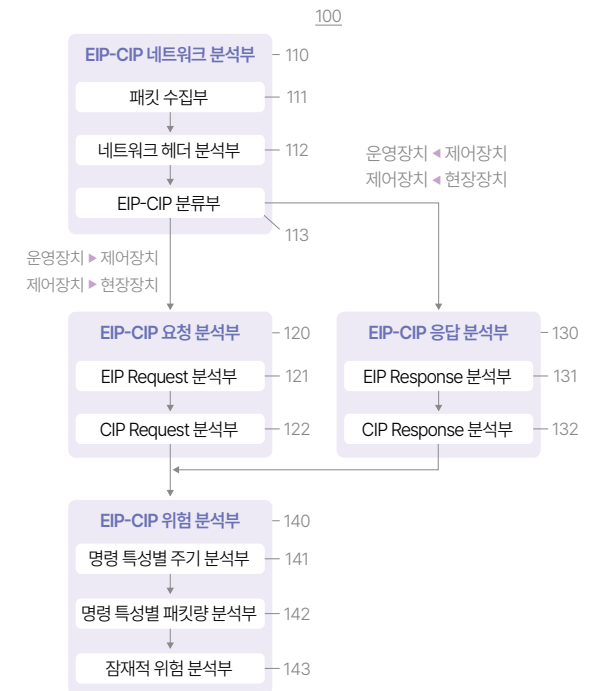 100
EIP-CIP 네트워크 분석부 110
패킷 수집부 111
네트워크 헤더 분석부 112
EIP-CIP 분류부
113
운영장치 ◀ 제어장치
제어장치 ◀ 현장장치
운영장치 ▶ 제어장치
제어장치 ▶ 현장장치
EIP-CIP 요청 분석부 120
EIP Request 분석부 121
CIP Request 분석부 122
EIP-CIP 응답 분석부 130
EIP Response 분석부 131
CIP Response 분석부 132
EIP-CIP 위험 분석부 140
명령 특성별 주기 분석부 141
명령 특성별 패킷량 분석부 142
잠재적 위험 분석부 143